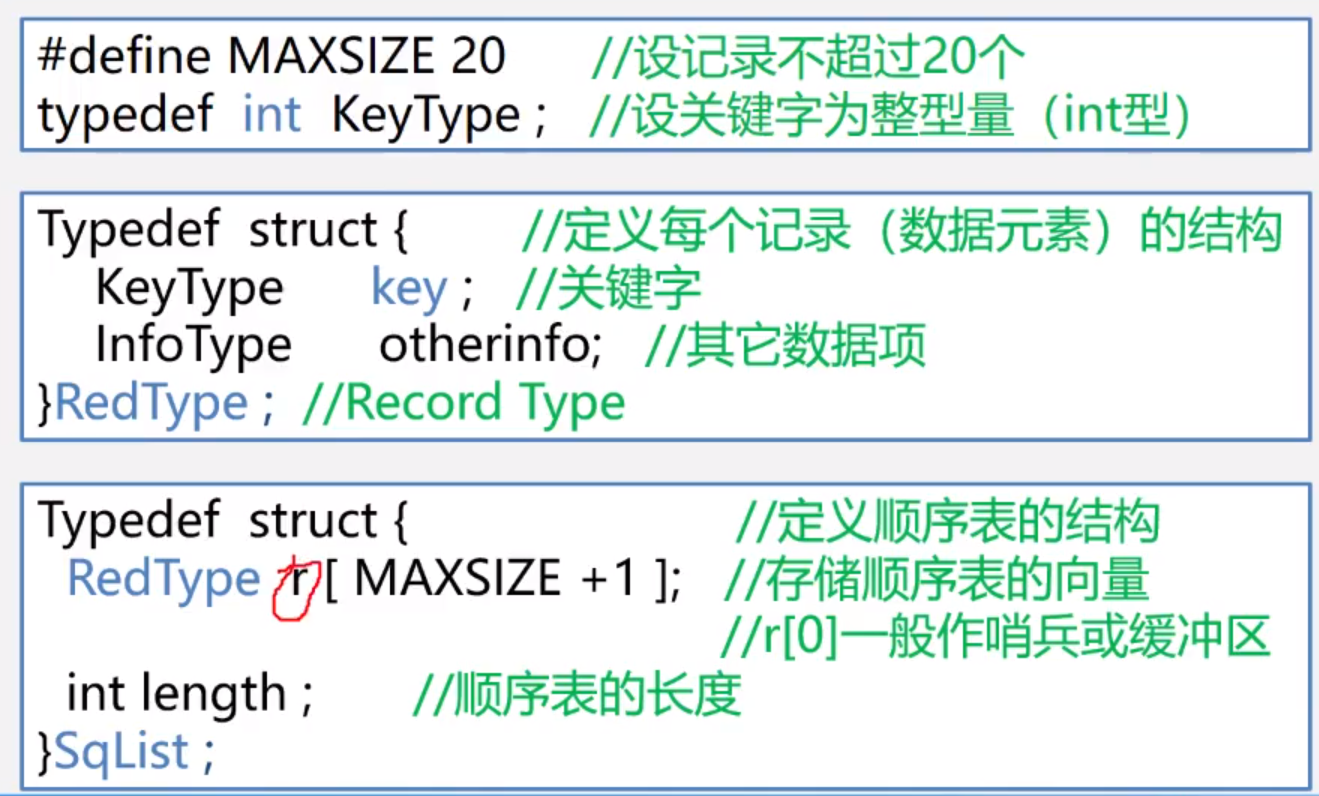 #define MAXSIZE 20 //设记录不超过20个
typedef int KeyType ; //设关键字为整型量（int型）
Typedef struct { //定义每个记录（数据元素）的结构
KeyType key ; //关键字
InfoType otherinfo; //其它数据项
}RedType ; //Record Type
Typedef struct { //定义顺序表的结构
RedType r [ MAXSIZE +1 ]; //存储顺序表的向量
//r[0]一般作哨兵或缓冲区
int length ; //顺序表的长度
}SqList ;